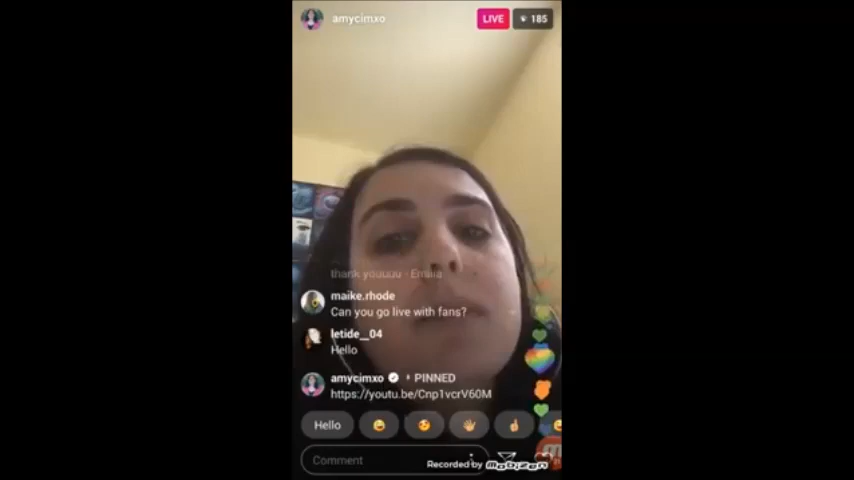 amycimxo
LIVE
185
thank youuuu - Emilia
maike.rhode
Can you go live with fans?
letide__04
Hello
amycimxo PINNED
https://youtu.be/Cnp1vcrV60M
Hello
Comment
Recorded by
mobizen